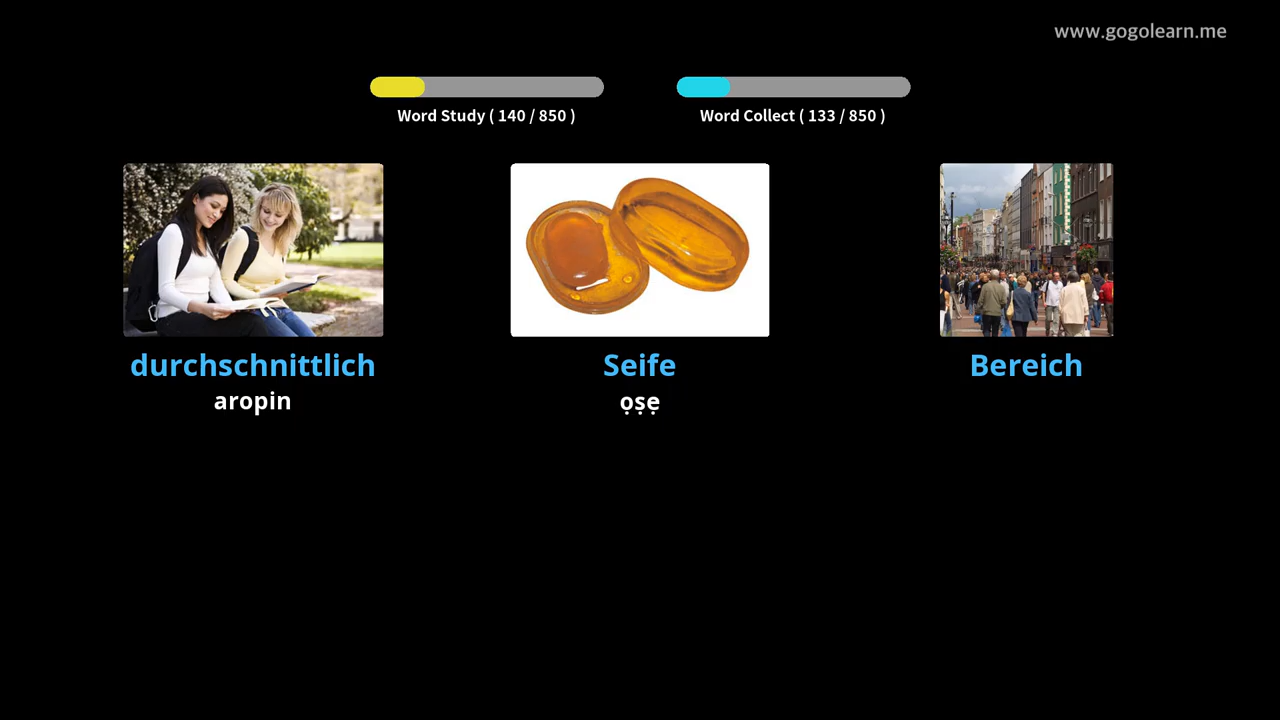 www.gogolearn.me
Word Study ( 140 / 850 )
Word Collect ( 133 / 850 )
durchschnittlich
aropin
Seife
ọṣẹ
Bereich